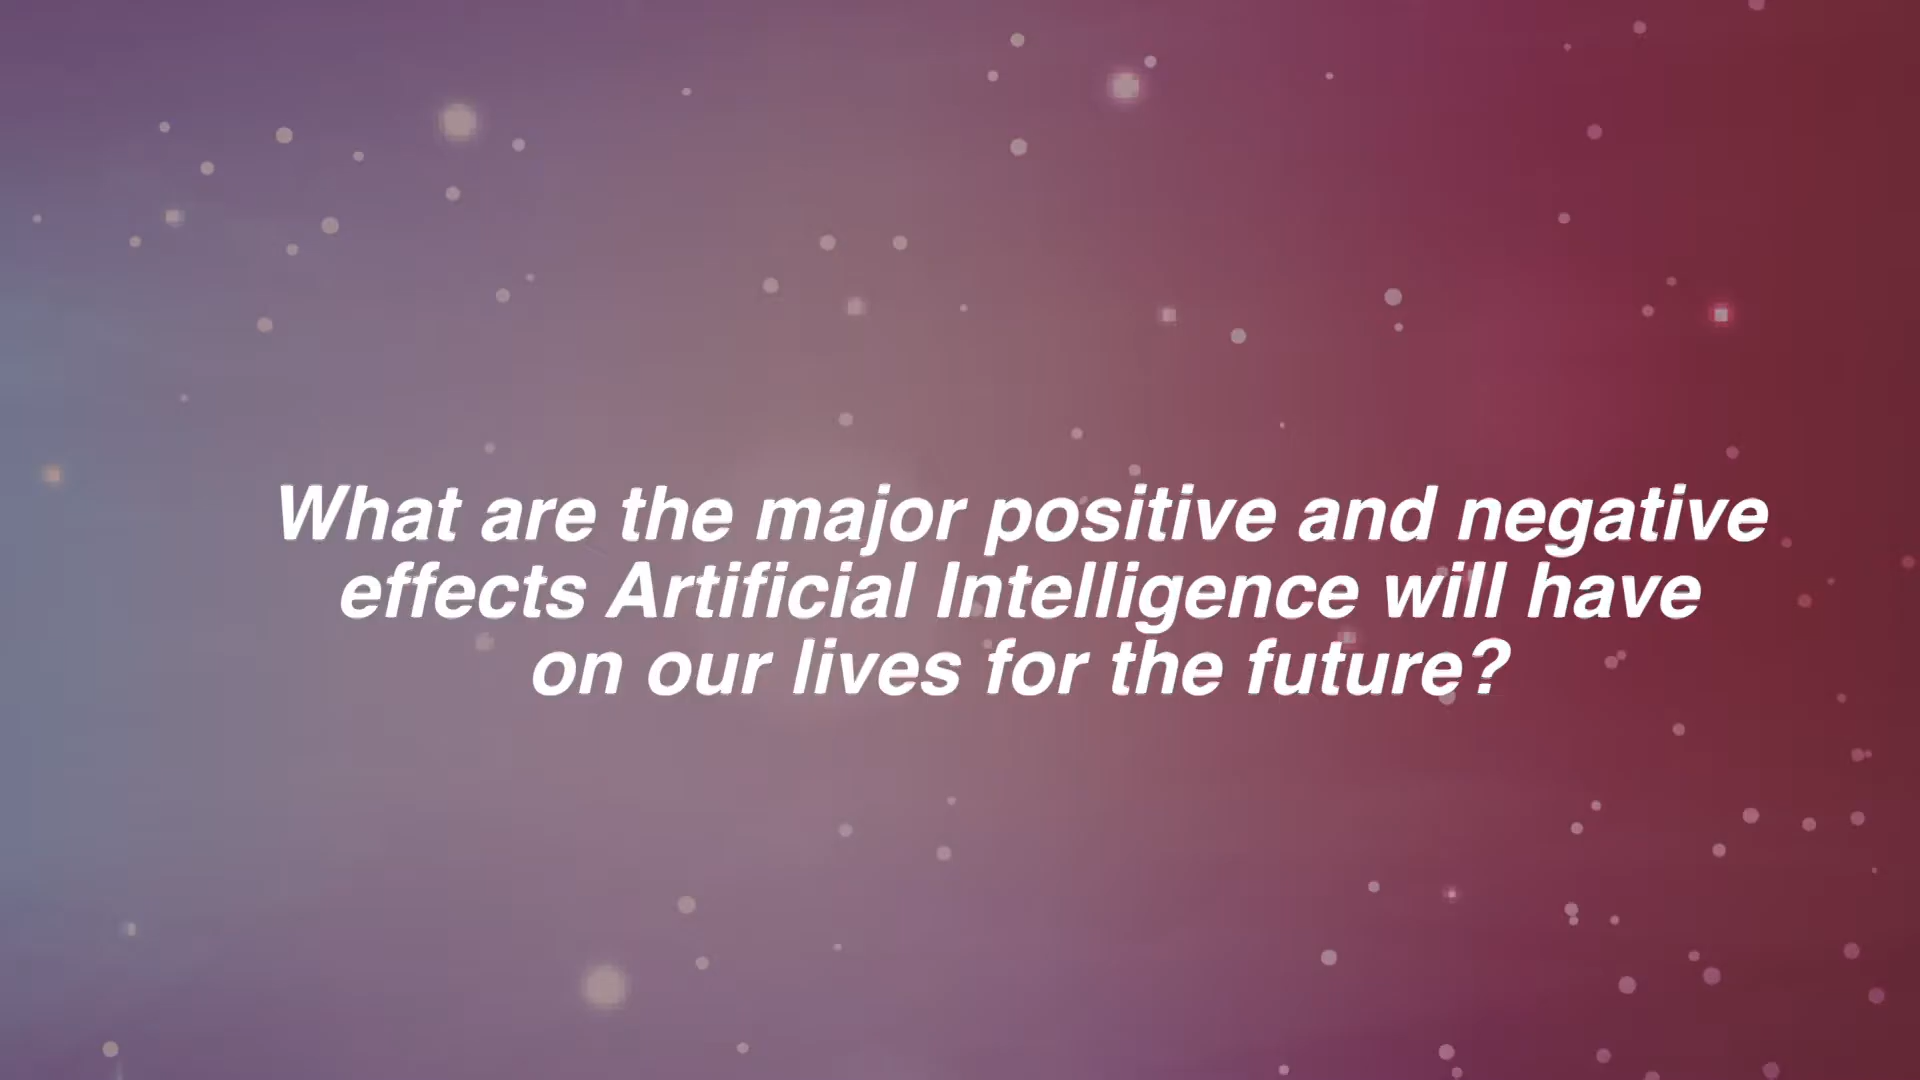 What are the major positive and negative
effects Artificial Intelligence will have
on our lives for the future?